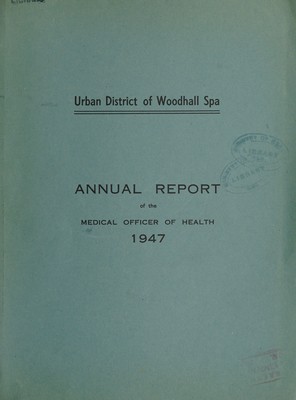 Urban District of Woodhall Spa
ANNUAL REPORT
of the
MEDICAL OFFICER OF HEALTH
1947